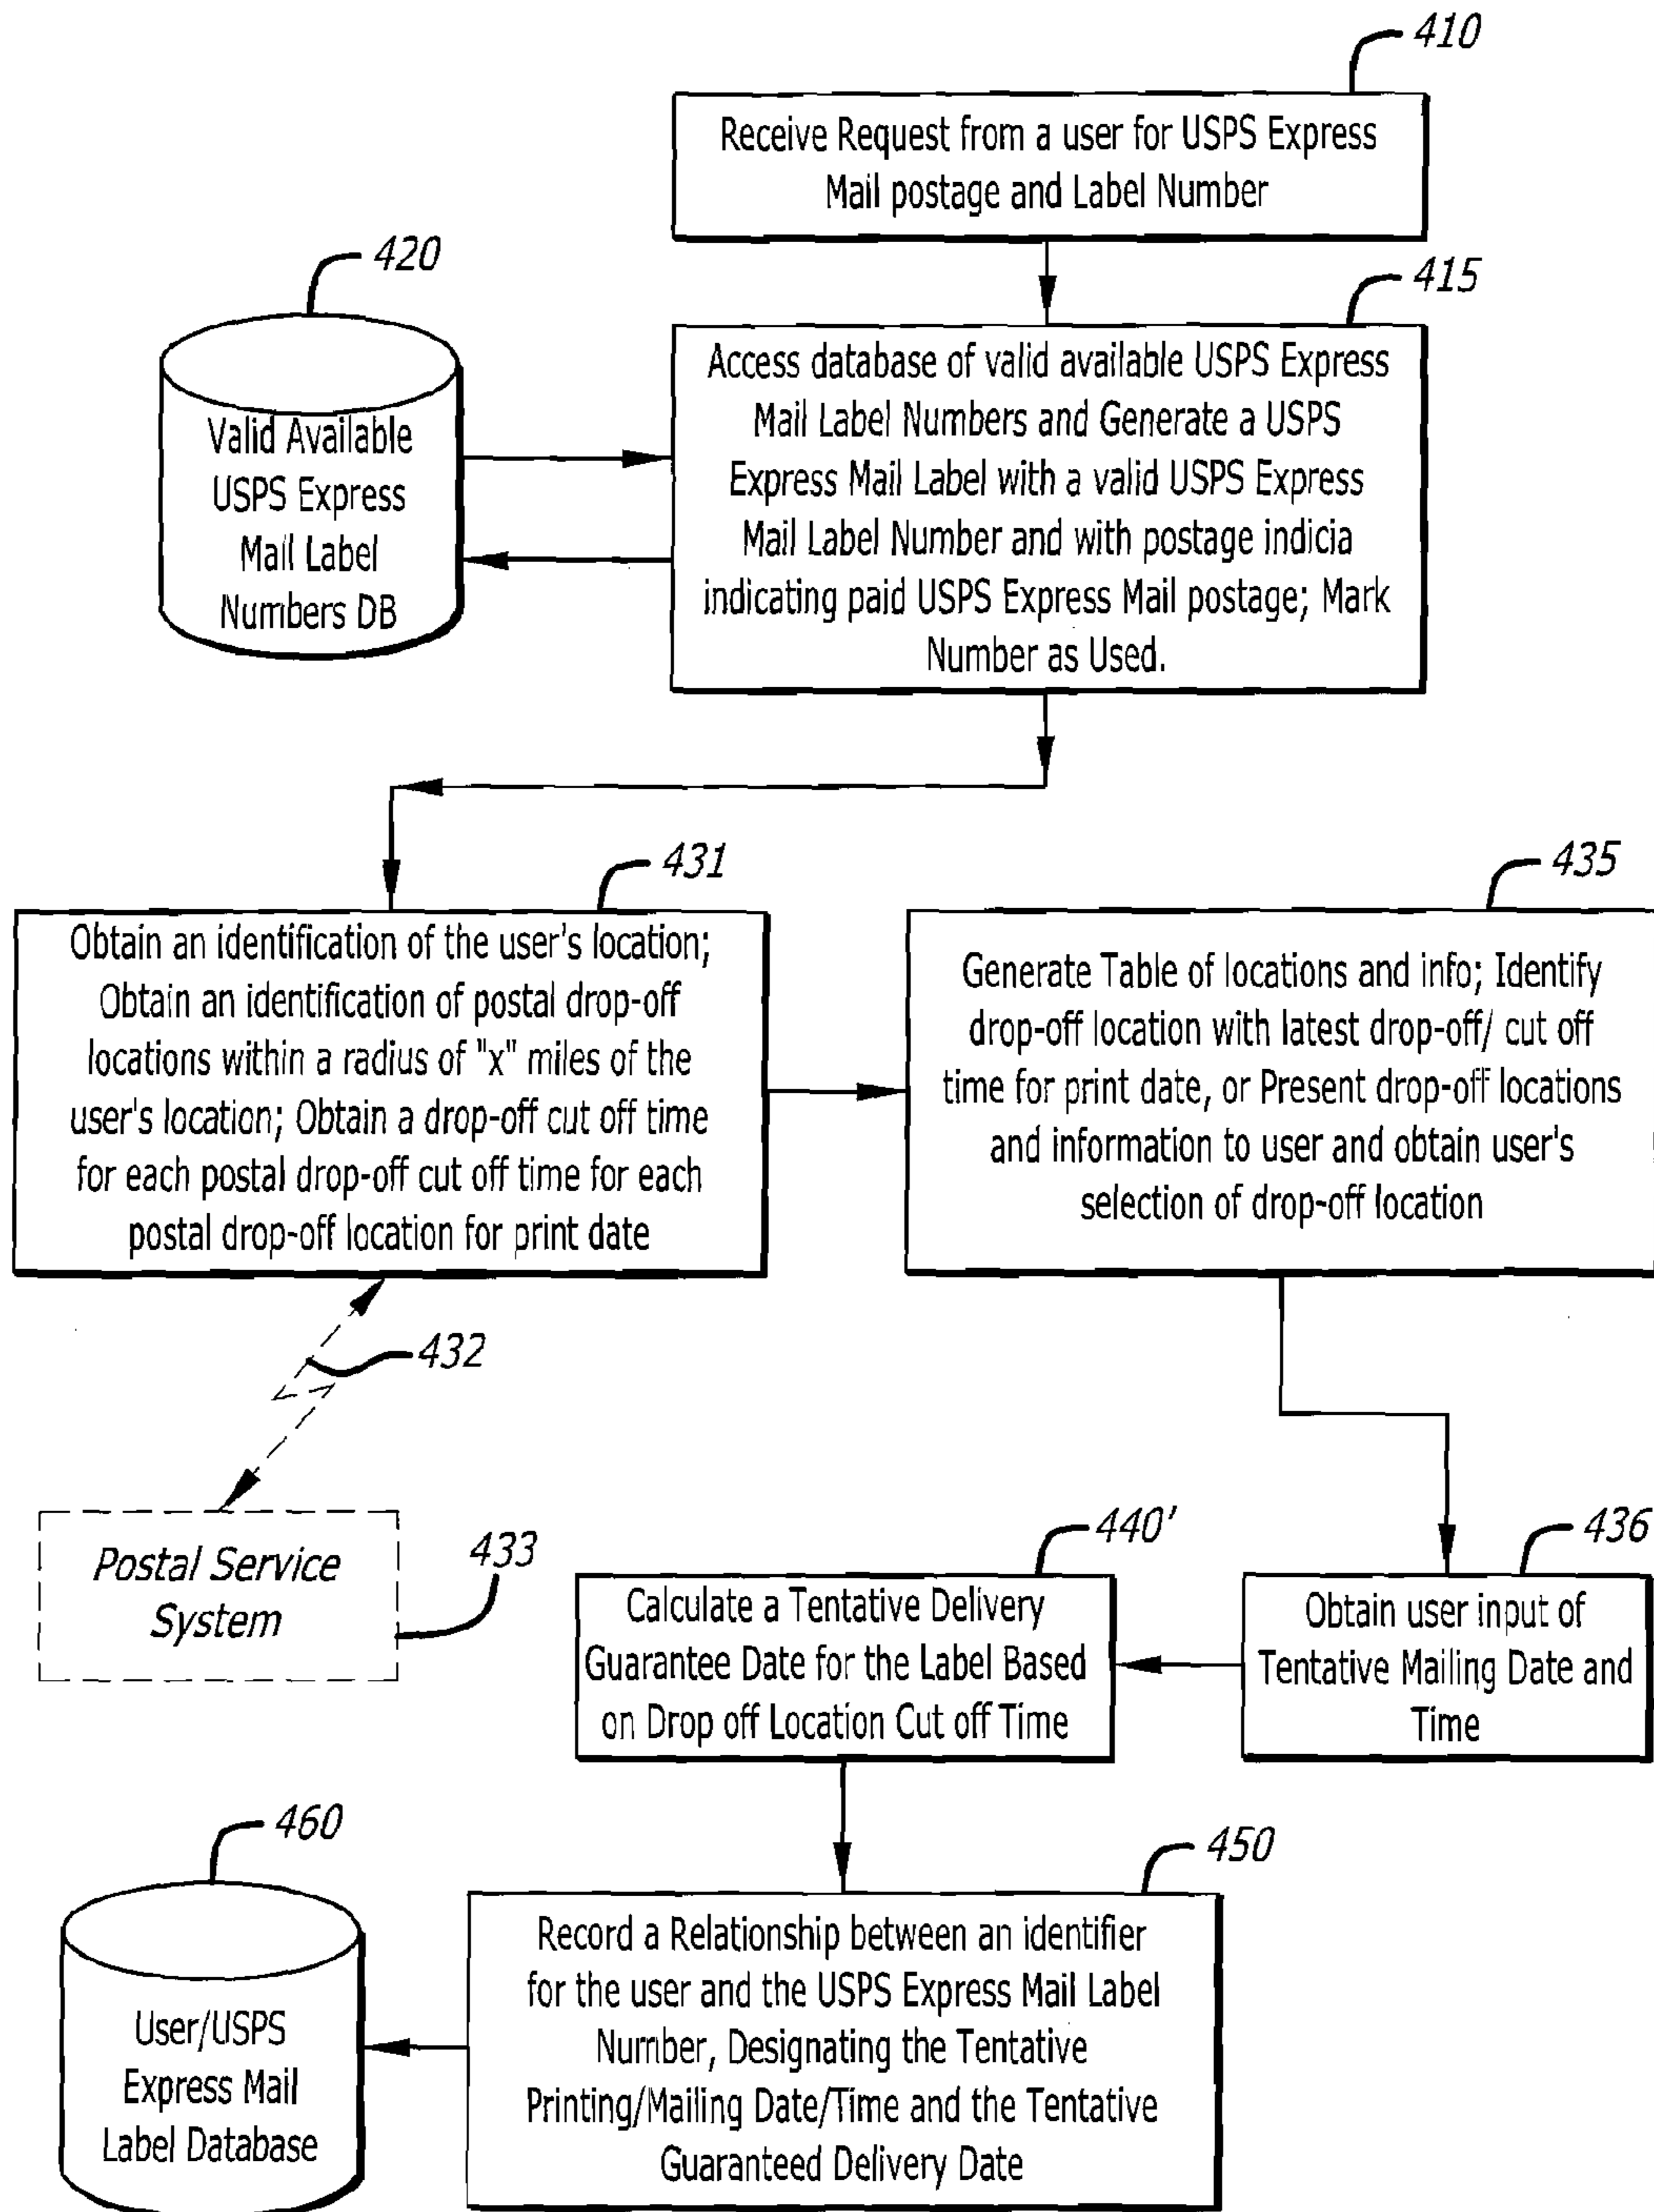 410
Receive Request from a user for USPS Express
Mail postage and Label Number
420
Valid Available
USPS Express
Mail Label
Numbers DB
415
Access database of valid available USPS Express
Mail Label Numbers and Generate a USPS
Express Mail Label with a valid USPS Express
Mail Label Number and with postage indicia
indicating paid USPS Express Mail postage; Mark
Number as Used.
431
Obtain an identification of the user's location;
Obtain an identification of postal drop-off
locations within a radius of "x" miles of the
user's location; Obtain a drop-off cut off time
for each postal drop-off cut off time for each
postal drop-off location for print date
435
Generate Table of locations and info; Identify
drop-off location with latest drop-off/ cut off
time for print date, or Present drop-off locations
and information to user and obtain user's
selection of drop-off location
432
Postal Service
System
433
440'
Calculate a Tentative Delivery
Guarantee Date for the Label Based
on Drop off Location Cut off Time
436
Obtain user input of
Tentative Mailing Date and
Time
460
User/USPS
Express Mail
Label Database
450
Record a Relationship between an identifier
for the user and the USPS Express Mail Label
Number, Designating the Tentative
Printing/Mailing Date/Time and the Tentative
Guaranteed Delivery Date